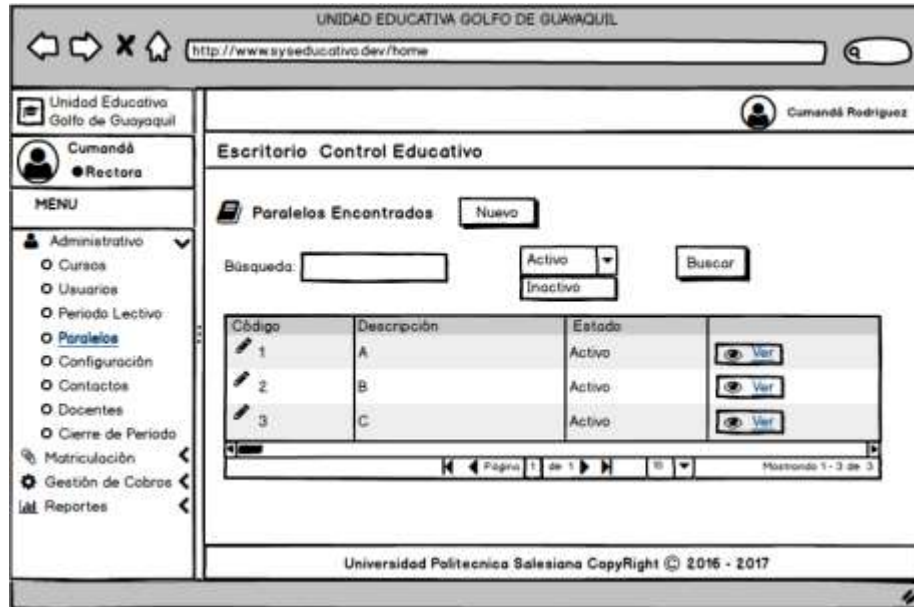 UNIDAD EDUCATIVA GOLFO DE GUAYAQUIL
http://www.syseducativo.dev/home
Unidad Educativa
Golfo de Guayaquil
Cumandá Rodriguez
Cumandá
Rectora
Escritorio Control Educativo
MENU
Administrativo
Cursos
Usuarios
Periodo Lectivo
Paralelos
Configuración
Contactos
Docentes
Cierre de Periodo
Matriculación
Gestión de Cobros
Reportes
Paralelos Encontrados
Nuevo
Búsqueda:
Activo
Inactivo
Buscar
Código Descripción Estado
1 A Activo Ver
2 B Activo Ver
3 C Activo Ver
Página 1 de 1 10 Mostrando 1 - 3 de 3
Universidad Politecnica Salesiana CopyRight © 2016 - 2017